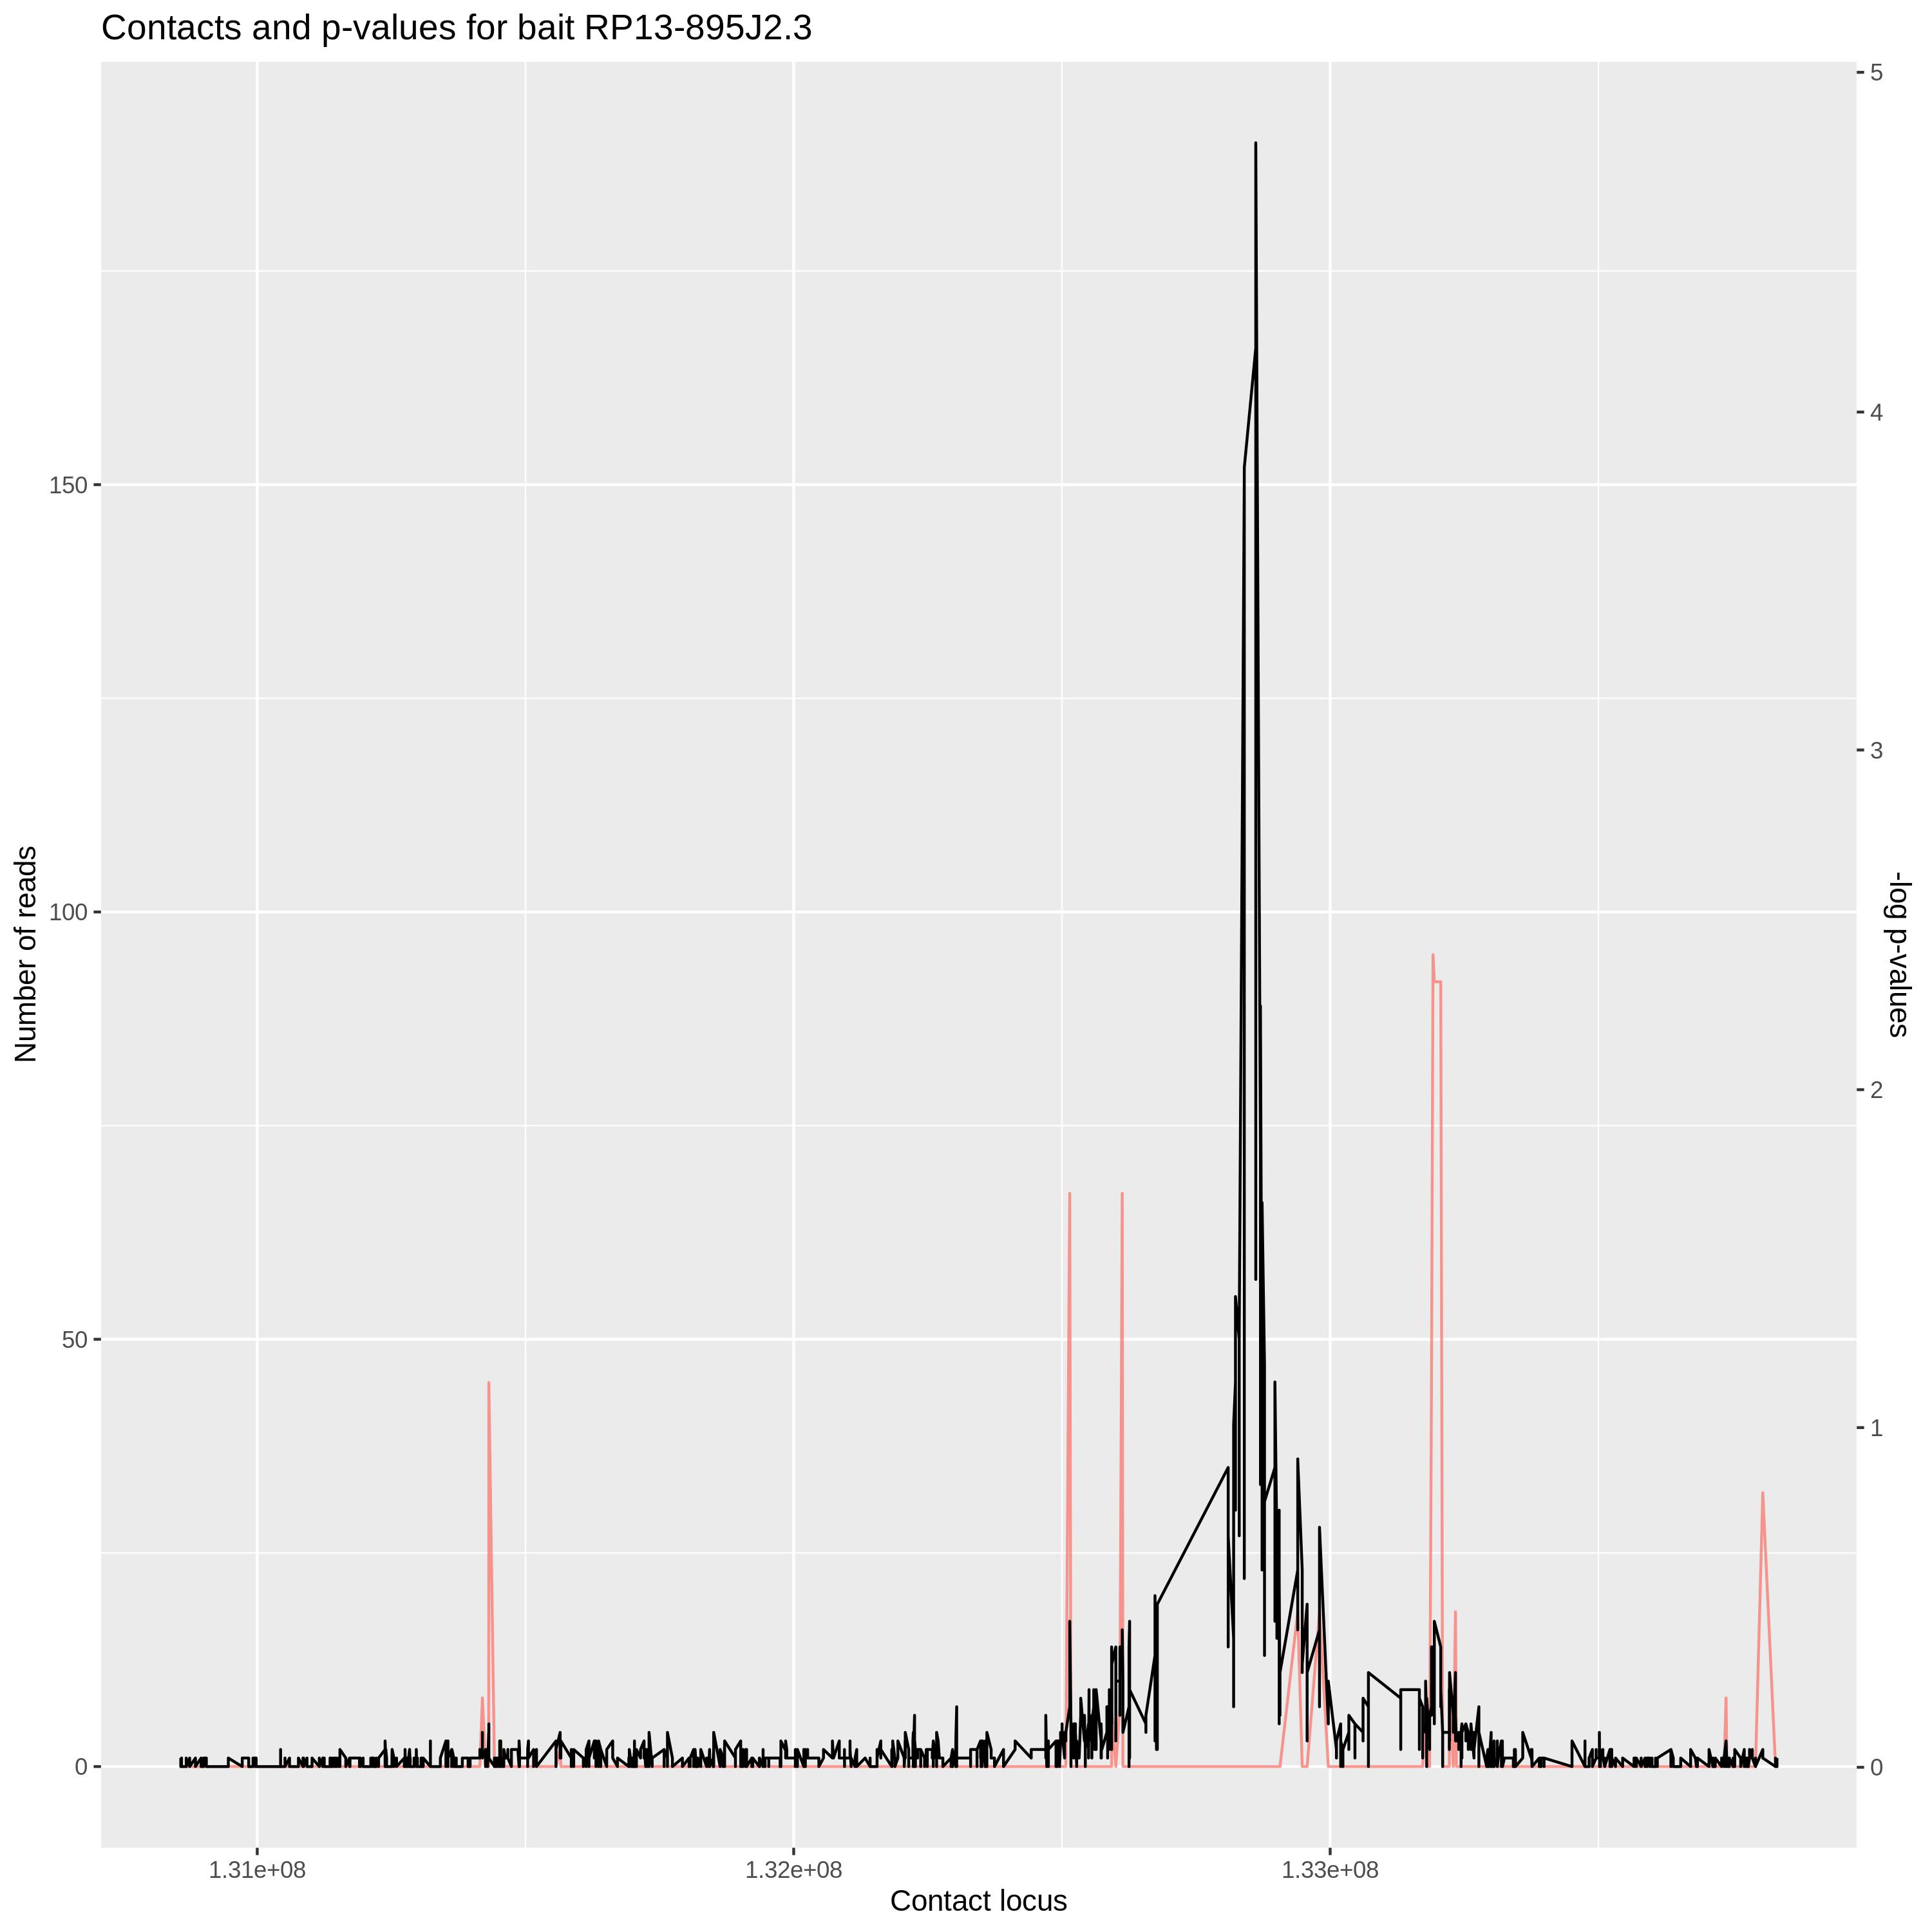 Contacts and p-values for bait RP13-895J2.3
Number of reads
150
100
50
0
5
4
3
2
1
0
-log p-values
1.31e+08
1.32e+08
1.33e+08
Contact locus